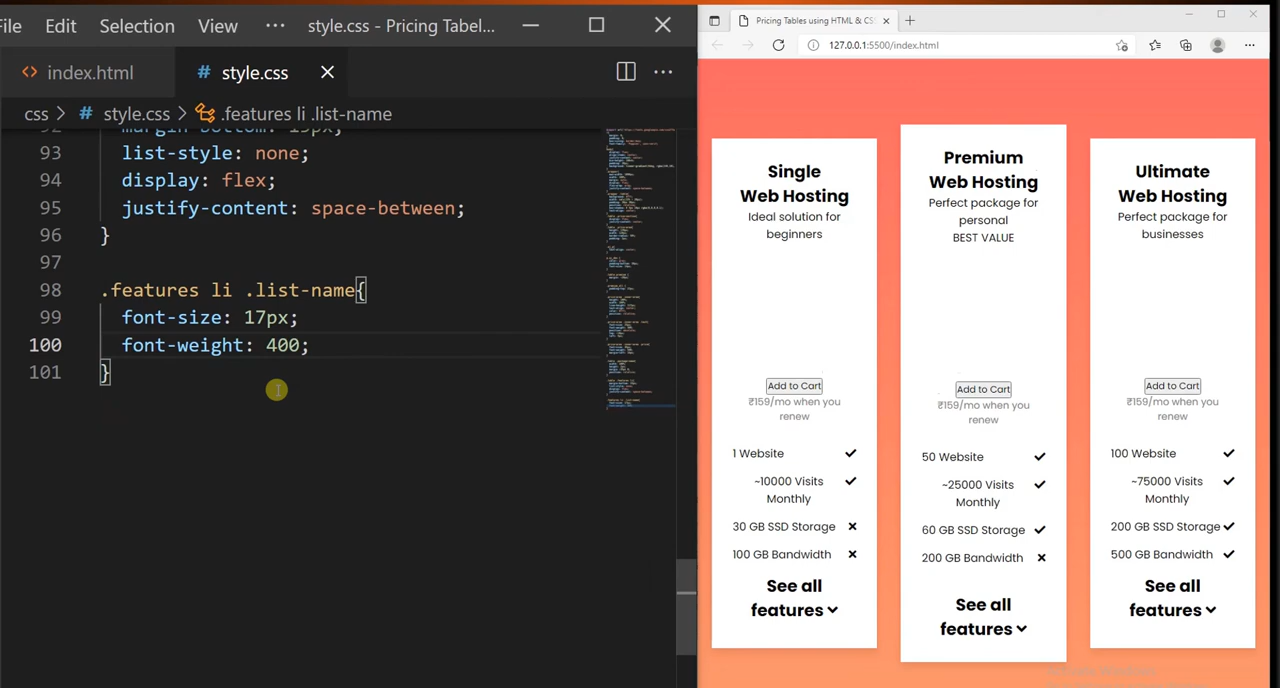 File Edit Selection View ··· style.css - Pricing Tabel...
index.html
# style.css
css > # style.css > .features li .list-name
93 list-style: none;
94 display: flex;
95 justify-content: space-between;
96 }
97
98 .features li .list-name{
99 font-size: 17px;
100 font-weight: 400;
101 }
Pricing Tables using HTML & CS
127.0.0.1:5500/index.html
Single
Web Hosting
Ideal solution for
beginners
Add to Cart
₹159/mo when you
renew
1 Website
~10000 Visits
Monthly
30 GB SSD Storage
100 GB Bandwidth
See all
features
Premium
Web Hosting
Perfect package for
personal
BEST VALUE
Add to Cart
₹159/mo when you
renew
50 Website
~25000 Visits
Monthly
60 GB SSD Storage
200 GB Bandwidth
See all
features
Ultimate
Web Hosting
Perfect package for
businesses
Add to Cart
₹159/mo when you
renew
100 Website
~75000 Visits
Monthly
200 GB SSD Storage
500 GB Bandwidth
See all
features